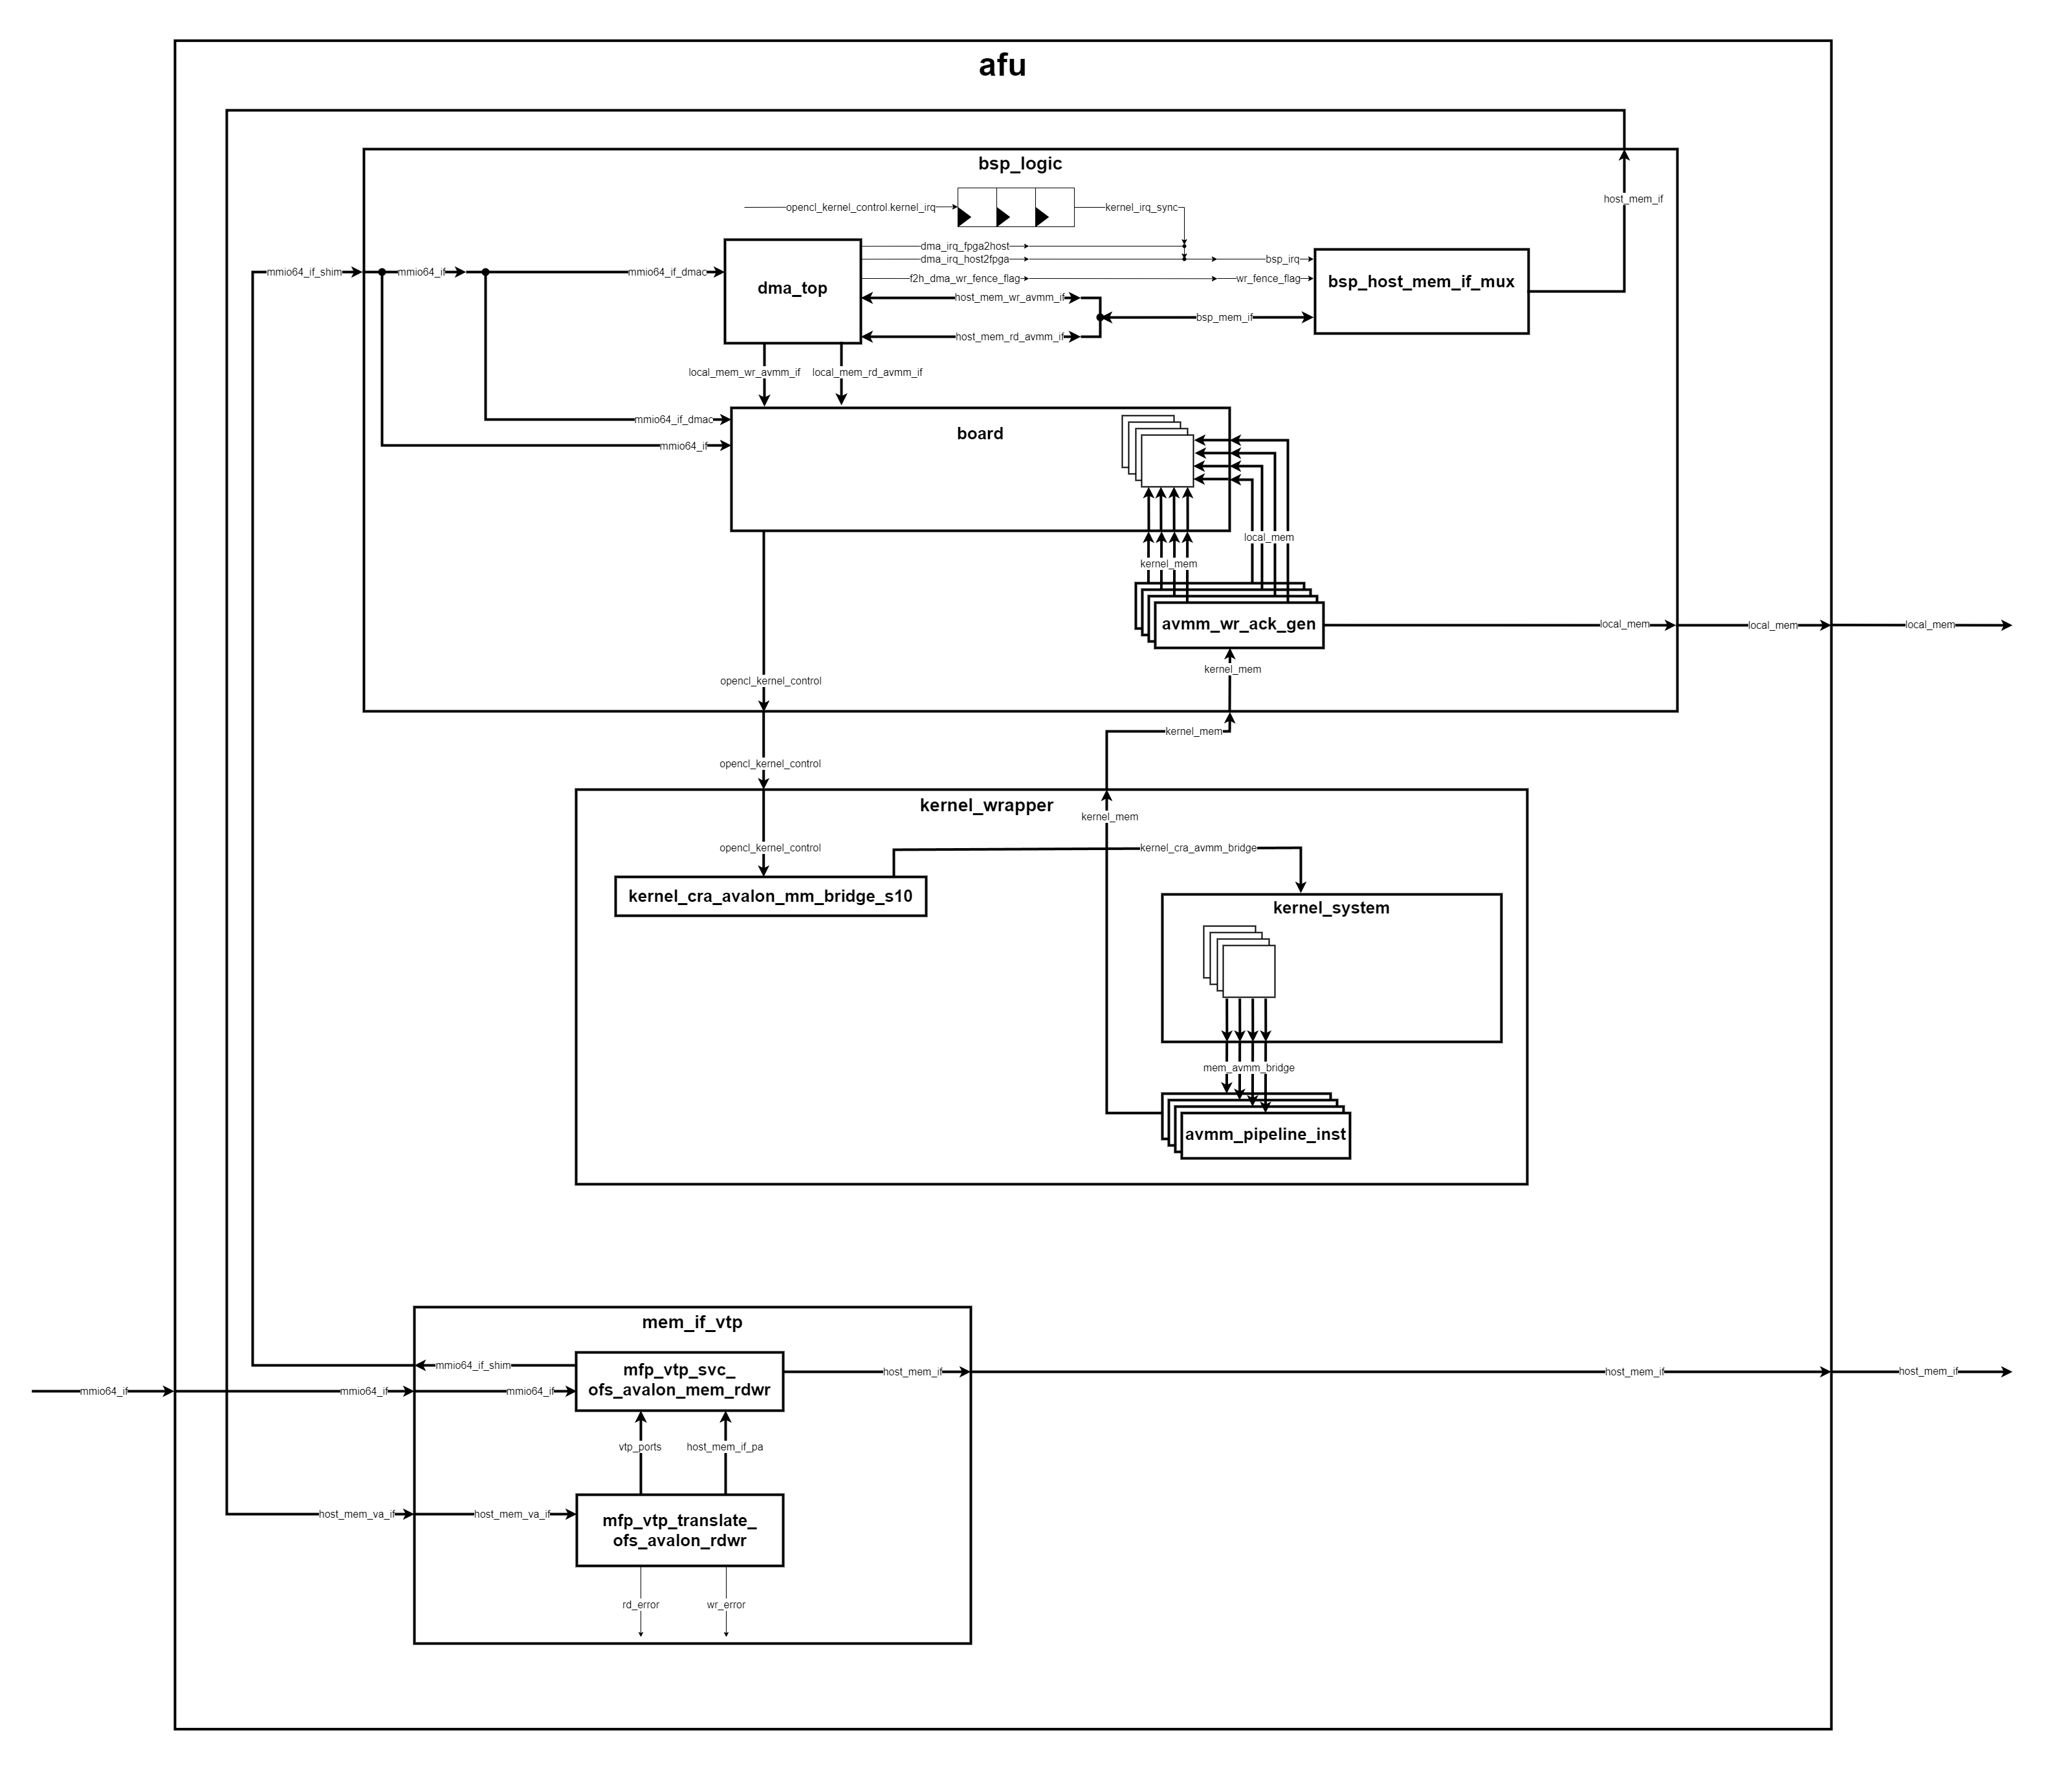 afu
bsp_logic
host_mem_if
opencl_kernel_control.kernel_irq
kernel_irq_sync
dma_irq_fpga2host
dma_irq_host2fpga
bsp_irq
mmio64_if_shim
mmio64_if
mmio64_if_dmac
f2h_dma_wr_fence_flag
wr_fence_flag
dma_top
bsp_host_mem_if_mux
host_mem_wr_avmm_if
bsp_mem_if
host_mem_rd_avmm_if
local_mem_wr_avmm_if
local_mem_rd_avmm_if
mmio64_if_dmac
board
mmio64_if
local_mem
kernel_mem
avmm_wr_ack_gen
local_mem
local_mem
local_mem
kernel_mem
opencl_kernel_control
kernel_mem
opencl_kernel_control
kernel_wrapper
kernel_mem
opencl_kernel_control
kernel_cra_avmm_bridge
kernel_cra_avalon_mm_bridge_s10
kernel_system
mem_avmm_bridge
avmm_pipeline_inst
mem_if_vtp
mmio64_if_shim
mfp_vtp_svc_
ofs_avalon_mem_rdwr
host_mem_if
host_mem_if
host_mem_if
mmio64_if
mmio64_if
mmio64_if
vtp_ports
host_mem_if_pa
host_mem_va_if
host_mem_va_if
mfp_vtp_translate_
ofs_avalon_rdwr
rd_error
wr_error